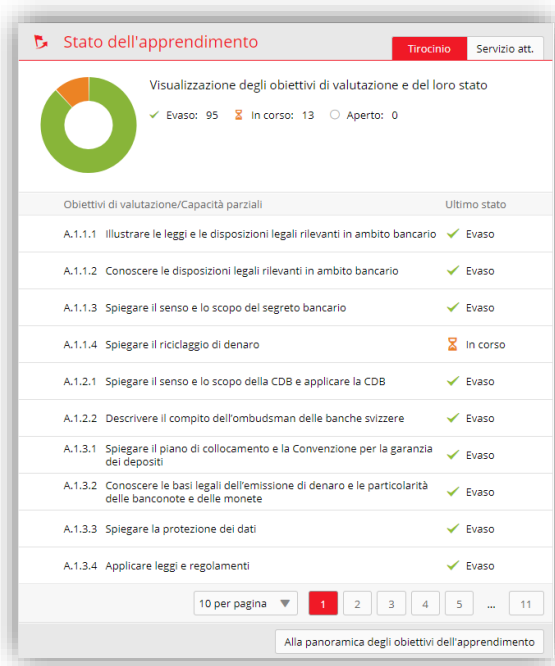 Stato dell'apprendimento
Tirocinio
Servizio att.
Visualizzazione degli obiettivi di valutazione e del loro stato
Evaso: 95 In corso: 13 Aperto: 0
Obiettivi di valutazione/Capacità parziali Ultimo stato
A.1.1.1 Illustrare le leggi e le disposizioni legali rilevanti in ambito bancario Evaso
A.1.1.2 Conoscere le disposizioni legali rilevanti in ambito bancario Evaso
A.1.1.3 Spiegare il senso e lo scopo del segreto bancario Evaso
A.1.1.4 Spiegare il riciclaggio di denaro In corso
A.1.2.1 Spiegare il senso e lo scopo della CDB e applicare la CDB Evaso
A.1.2.2 Descrivere il compito dell'ombudsman delle banche svizzere Evaso
A.1.3.1 Spiegare il piano di collocamento e la Convenzione per la garanzia
dei depositi Evaso
A.1.3.2 Conoscere le basi legali dell'emissione di denaro e le particolarità
delle banconote e delle monete Evaso
A.1.3.3 Spiegare la protezione dei dati Evaso
A.1.3.4 Applicare leggi e regolamenti Evaso
10 per pagina 1 2 3 4 5 ... 11
Alla panoramica degli obiettivi dell'apprendimento